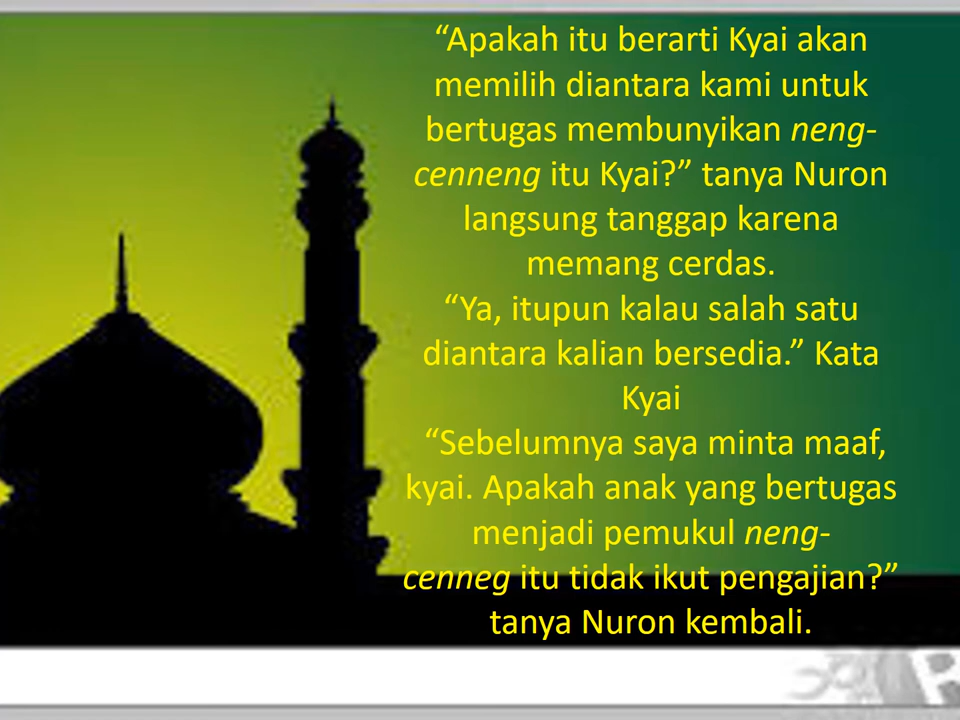 “Apakah itu berarti Kyai akan
memilih diantara kami untuk
bertugas membunyikan neng-
cenneng itu Kyai?” tanya Nuron
langsung tanggap karena
memang cerdas.
“Ya, itupun kalau salah satu
diantara kalian bersedia.” Kata
Kyai
“Sebelumnya saya minta maaf,
kyai. Apakah anak yang bertugas
menjadi pemukul neng-
cenneg itu tidak ikut pengajian?”
tanya Nuron kembali.